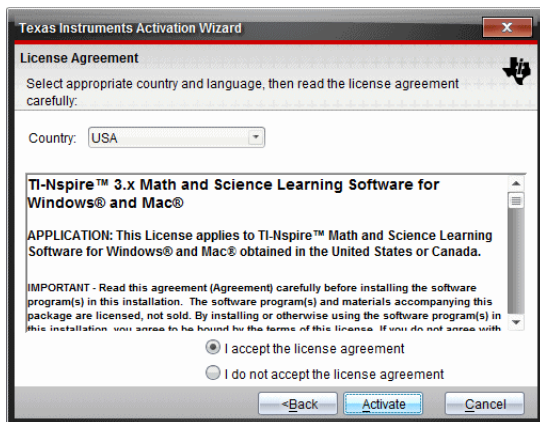 Texas Instruments Activation Wizard
License Agreement
Select appropriate country and language, then read the license agreement
carefully:
Country: USA
TI-Nspire™ 3.x Math and Science Learning Software for
Windows® and Mac®
APPLICATION: This License applies to TI-Nspire™ Math and Science Learning
Software for Windows® and Mac® obtained in the United States or Canada.
IMPORTANT - Read this agreement (Agreement) carefully before installing the software
program(s) in this installation. The software program(s) and materials accompanying this
package are licensed, not sold. By installing or otherwise using the software program(s) in
this installation, you agree to be bound by the terms of this license. If you do not agree with
I accept the license agreement
I do not accept the license agreement
<Back Activate Cancel